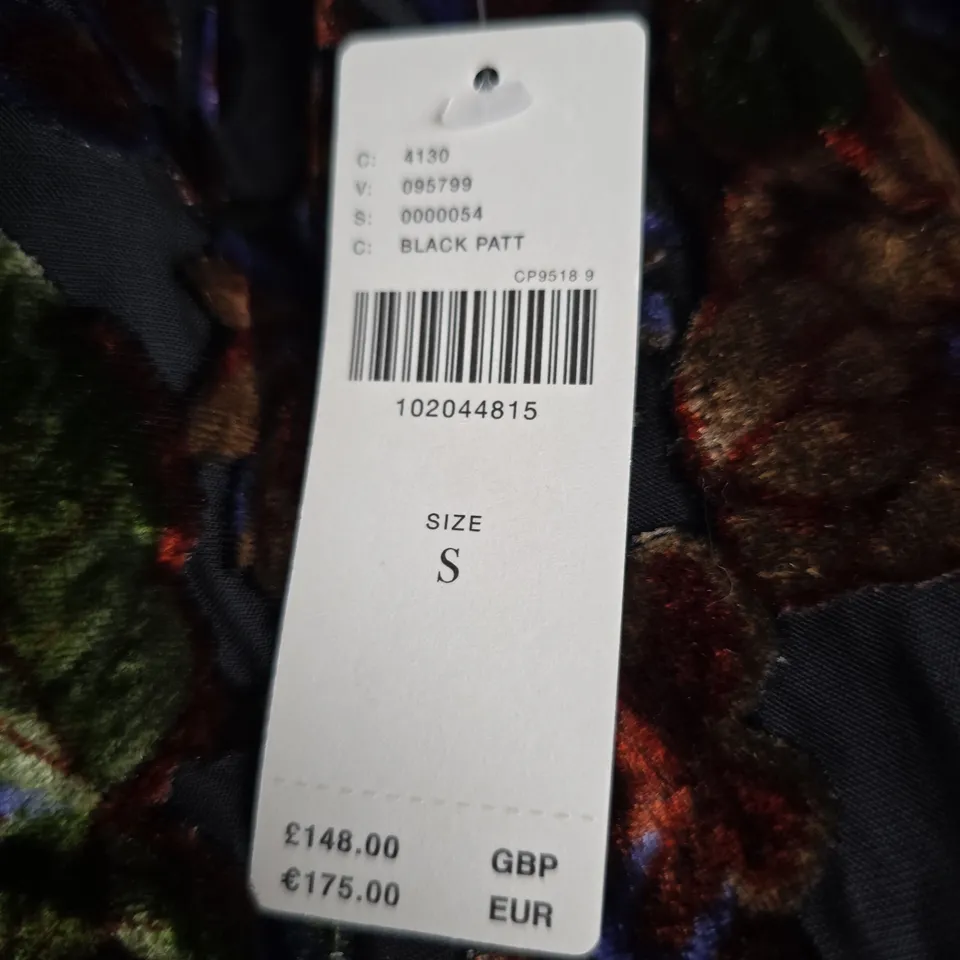 C: 4130
V: 095799
S: 0000054
C: BLACK PATT
CP9518 9
102044815
SIZE
S
£148.00 GBP
€175.00 EUR